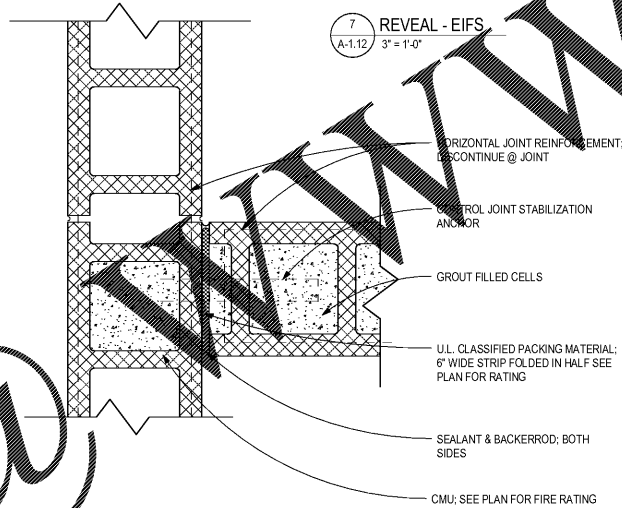 7
A-1.12
REVEAL - EIFS
3" = 1'-0"
HORIZONTAL JOINT REINFORCEMENT;
DISCONTINUE @ JOINT
CONTROL JOINT STABILIZATION
ANCHOR
GROUT FILLED CELLS
U.L. CLASSIFIED PACKING MATERIAL;
6" WIDE STRIP FOLDED IN HALF SEE
PLAN FOR RATING
SEALANT & BACKERROD; BOTH
SIDES
CMU; SEE PLAN FOR FIRE RATING
@
WWW